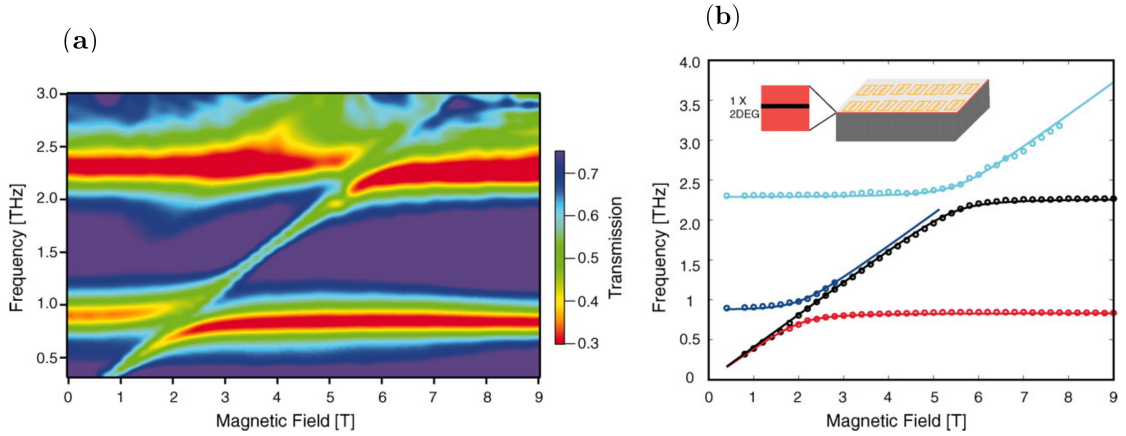 (a)
3.0
2.5
2.0
1.5
1.0
0.5
Frequency [THz]
0 1 2 3 4 5 6 7 8 9
Magnetic Field [T]
0.7
0.6
0.5
0.4
0.3
Transmission
(b)
4.0
3.5
3.0
2.5
2.0
1.5
1
0.5
0
Frequency [THz]
1 X
2DEG
0 1 2 3 4 5 6 7 8 9
Magnetic Field [T]